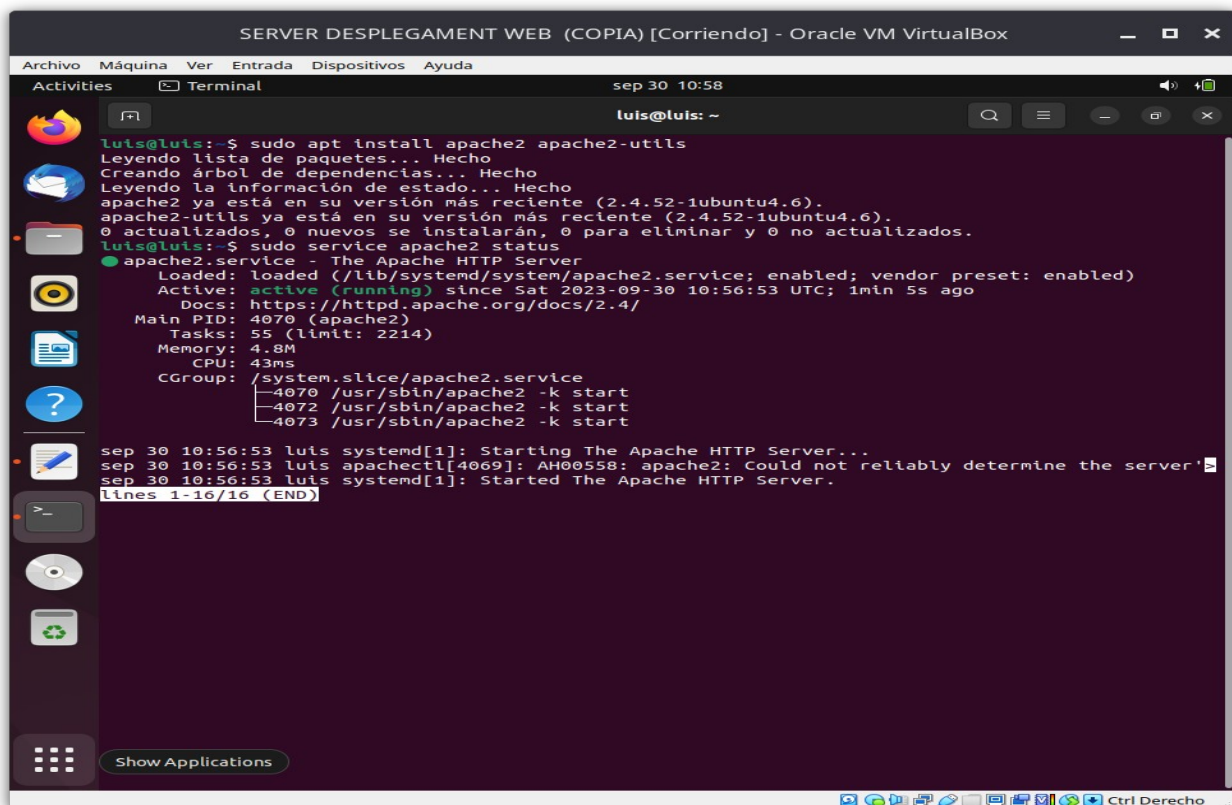 SERVER DESPLEGAMENT WEB (COPIA) [Corriendo] - Oracle VM VirtualBox
Archivo Máquina Ver Entrada Dispositivos Ayuda
Activities Terminal sep 30 10:58
luis@luis: ~
luis@luis:~$ sudo apt install apache2 apache2-utils
Leyendo lista de paquetes... Hecho
Creando árbol de dependencias... Hecho
Leyendo la información de estado... Hecho
apache2 ya está en su versión más reciente (2.4.52-1ubuntu4.6).
apache2-utils ya está en su versión más reciente (2.4.52-1ubuntu4.6).
0 actualizados, 0 nuevos se instalarán, 0 para eliminar y 0 no actualizados.
luis@luis:~$ sudo service apache2 status
● apache2.service - The Apache HTTP Server
Loaded: loaded (/lib/systemd/system/apache2.service; enabled; vendor preset: enabled)
Active: active (running) since Sat 2023-09-30 10:56:53 UTC; 1min 5s ago
Docs: https://httpd.apache.org/docs/2.4/
Main PID: 4070 (apache2)
Tasks: 55 (limit: 2214)
Memory: 4.8M
CPU: 43ms
CGroup: /system.slice/apache2.service
├─4070 /usr/sbin/apache2 -k start
├─4072 /usr/sbin/apache2 -k start
└─4073 /usr/sbin/apache2 -k start
sep 30 10:56:53 luis systemd[1]: Starting The Apache HTTP Server...
sep 30 10:56:53 luis apachectl[4069]: AH00558: apache2: Could not reliably determine the server'>
sep 30 10:56:53 luis systemd[1]: Started The Apache HTTP Server.
lines 1-16/16 (END)
Show Applications
Ctrl Derecho